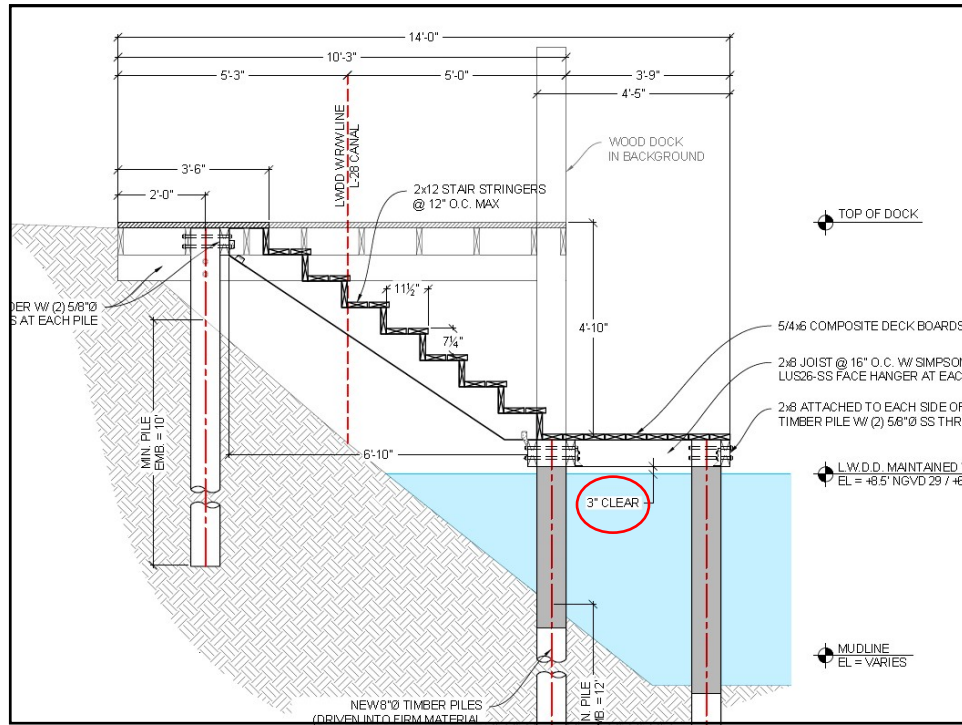 14'-0"
10'-3"
5'-3"
5'-0"
3'-9"
4'-5"
LWDD W R/W LINE
L-28 CANAL
WOOD DOCK
IN BACKGROUND
3'-6"
2'-0"
2x12 STAIR STRINGERS
@ 12" O.C. MAX
TOP OF DOCK
W/ (2) 5/8"Ø
AT EACH PILE
11½"
7¼"
4'-10"
5/4x6 COMPOSITE DECK BOARDS
2x8 JOIST @ 16" O.C. W/ SIMPSON
LUS26-SS FACE HANGER AT
2x8 ATTACHED TO EACH SIDE OF
TIMBER PILE W/ (2) 5/8"Ø SS
MIN. PILE
EMB. = 10'
6'-10"
L.W.D.D. MAINTAINED
EL = +8.5' NGVD 29 /
3" CLEAR
MUDLINE
EL = VARIES
PILE
= 12'
NEW 8"Ø TIMBER PILES
(DRIVEN INTO FIRM MATERIAL